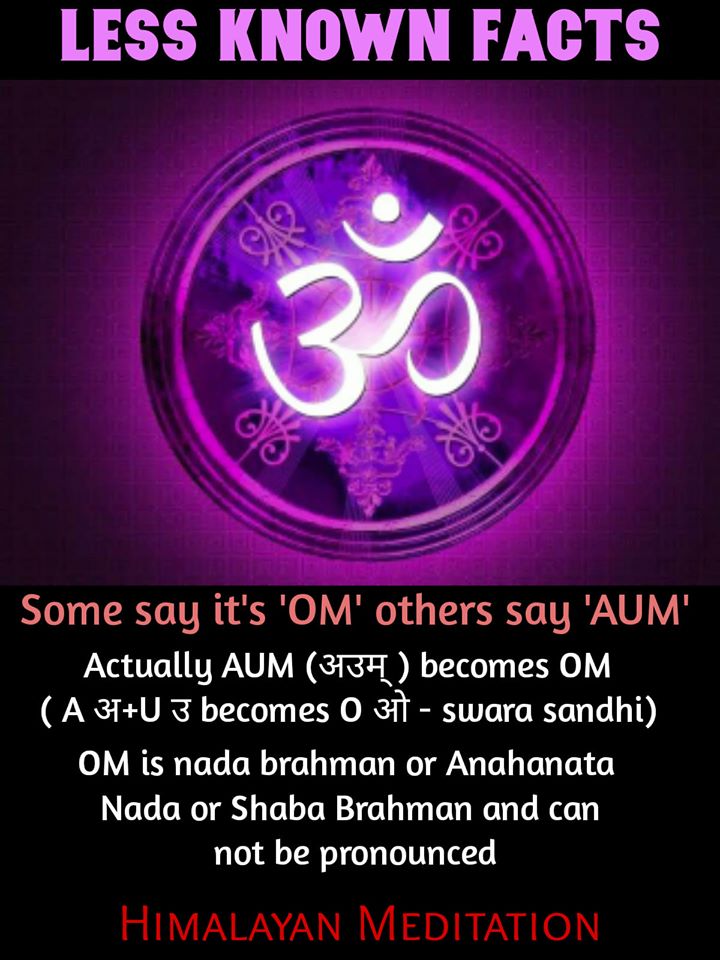 LESS KNOWN FACTS
ॐ
Some say it's 'OM' others say 'AUM'
Actually AUM (अउम् ) becomes OM
( A अ+U उ becomes O ओ - swara sandhi)
OM is nada brahman or Anahanata
Nada or Shaba Brahman and can
not be pronounced
HIMALAYAN MEDITATION